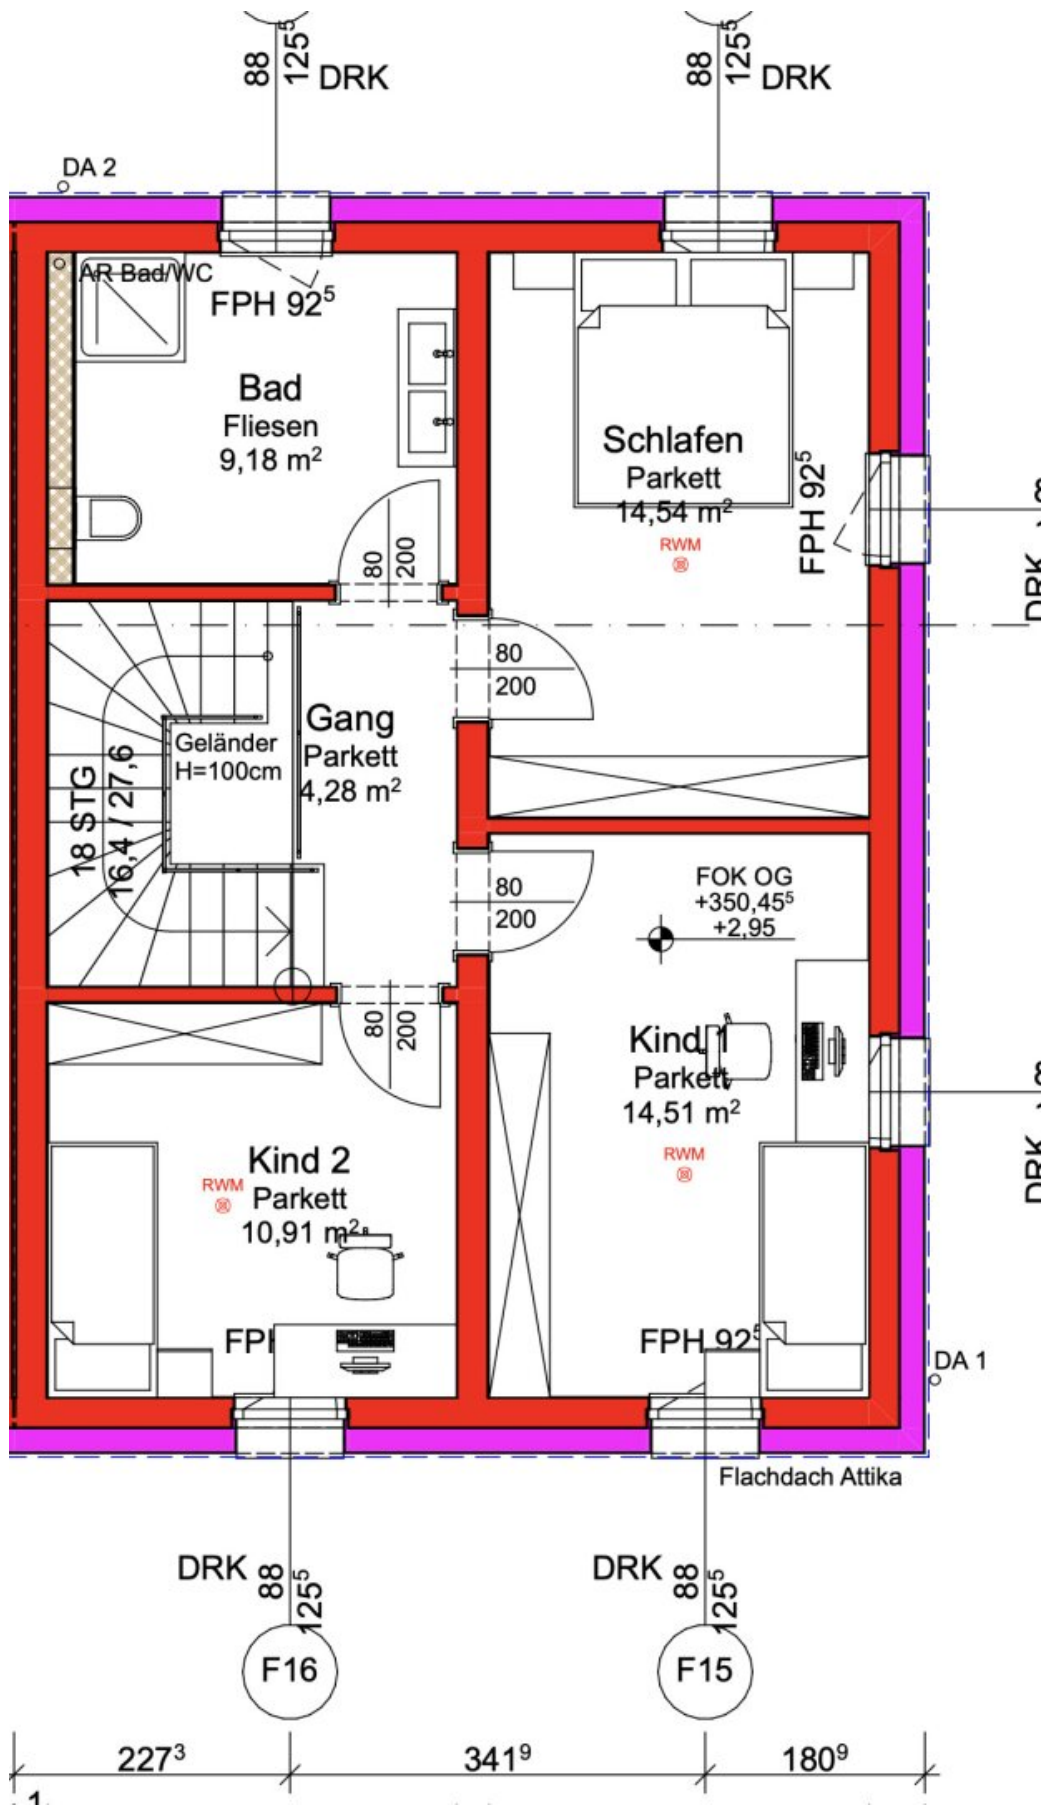 88
125⁵
DRK
88
125⁵
DRK
DA 2
AR Bad/WC
FPH 92⁵
Bad
Fliesen
9,18 m²
Schlafen
Parkett
14,54 m²
RWM
FPH 92⁵
DRK
80
200
80
200
Gang
Parkett
4,28 m²
Geländer
H=100cm
18 STG
16,4 / 27,6
80
200
FOK OG
+350,45⁵
+2,95
80
200
Kind 1
Parkett
14,51 m²
RWM
DRK
Kind 2
Parkett
10,91 m²
RWM
FPH 92⁵
DA 1
Flachdach Attika
DRK
88
125⁵
DRK
88
125⁵
F16
F15
227³
341⁹
180⁹
1